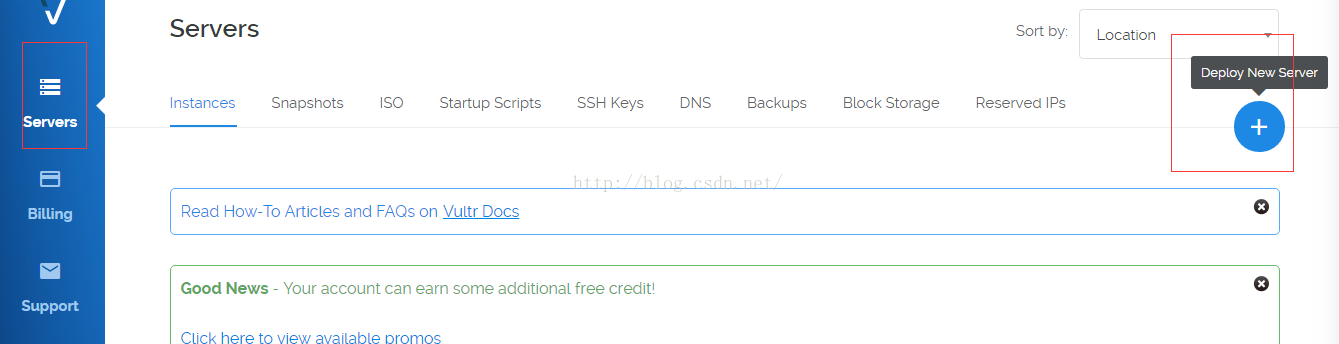 Servers
Sort by:
Location
Deploy New Server
Servers
Instances
Snapshots
ISO
Startup Scripts
SSH Keys
DNS
Backups
Block Storage
Reserved IPs
http://blog.csdn.net/
Billing
Read How-To Articles and FAQs on Vultr Docs
Support
Good News - Your account can earn some additional free credit!
Click here to view available promos